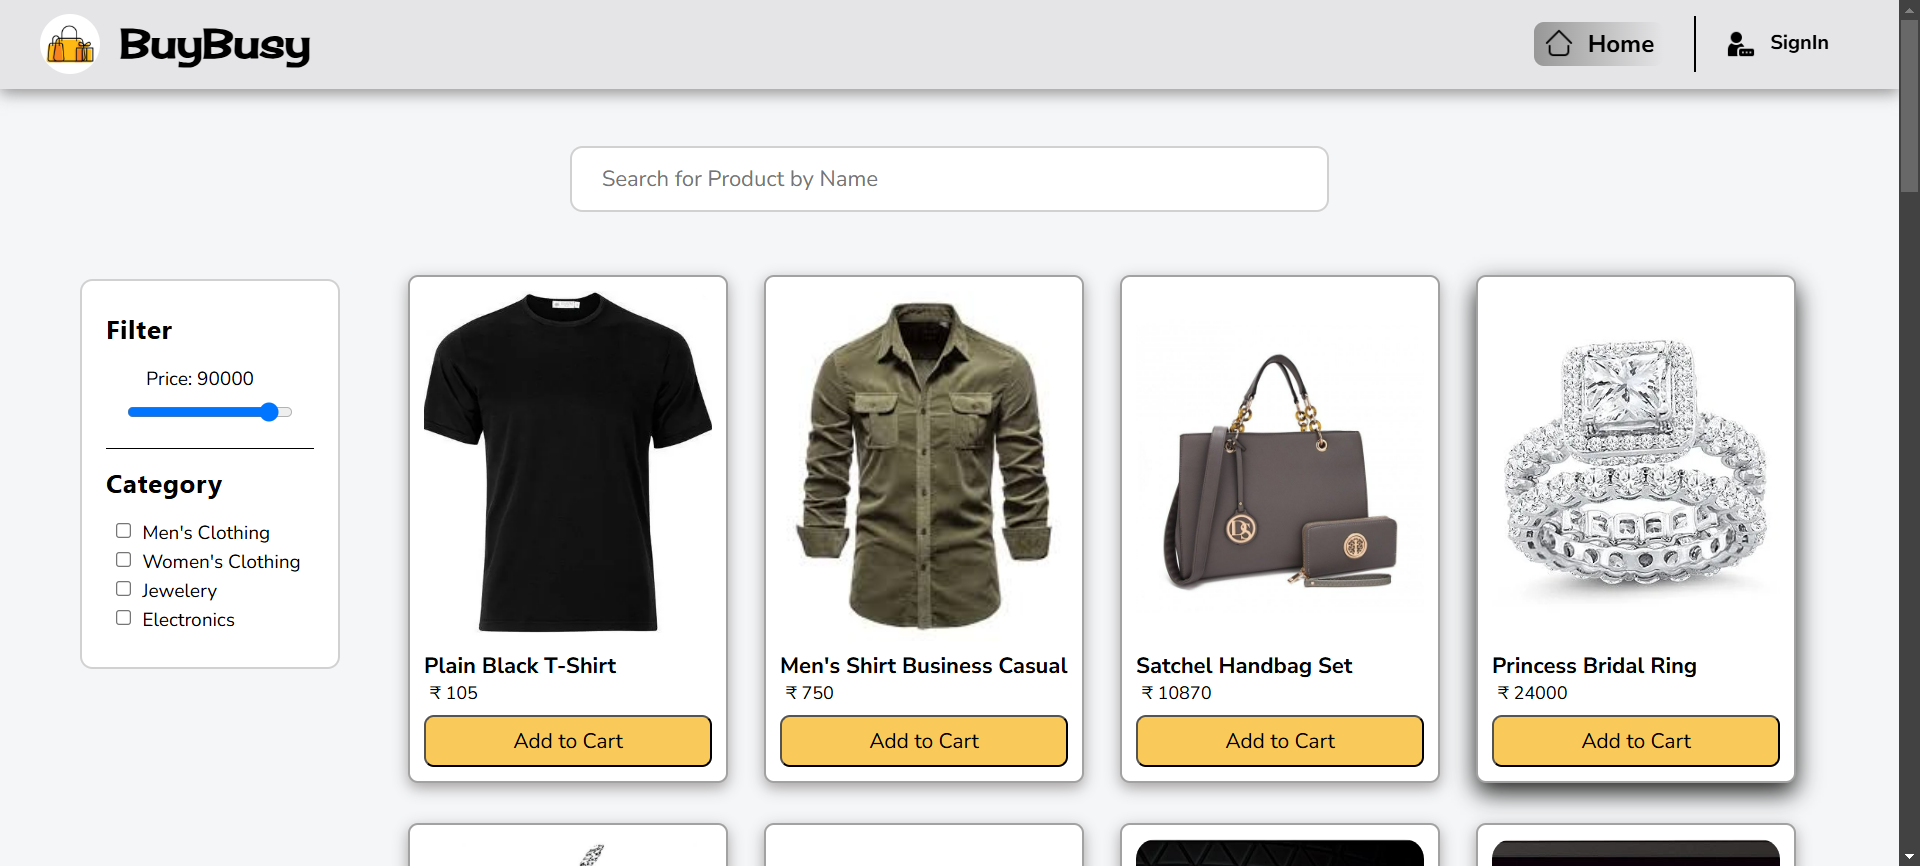 BuyBusy
Home
SignIn
Search for Product by Name
Filter
Price: 90000
Category
Men's Clothing
Women's Clothing
Jewelery
Electronics
Plain Black T-Shirt
₹ 105
Add to Cart
Men's Shirt Business Casual
₹ 750
Add to Cart
DS
Satchel Handbag Set
₹ 10870
Add to Cart
Princess Bridal Ring
₹ 24000
Add to Cart